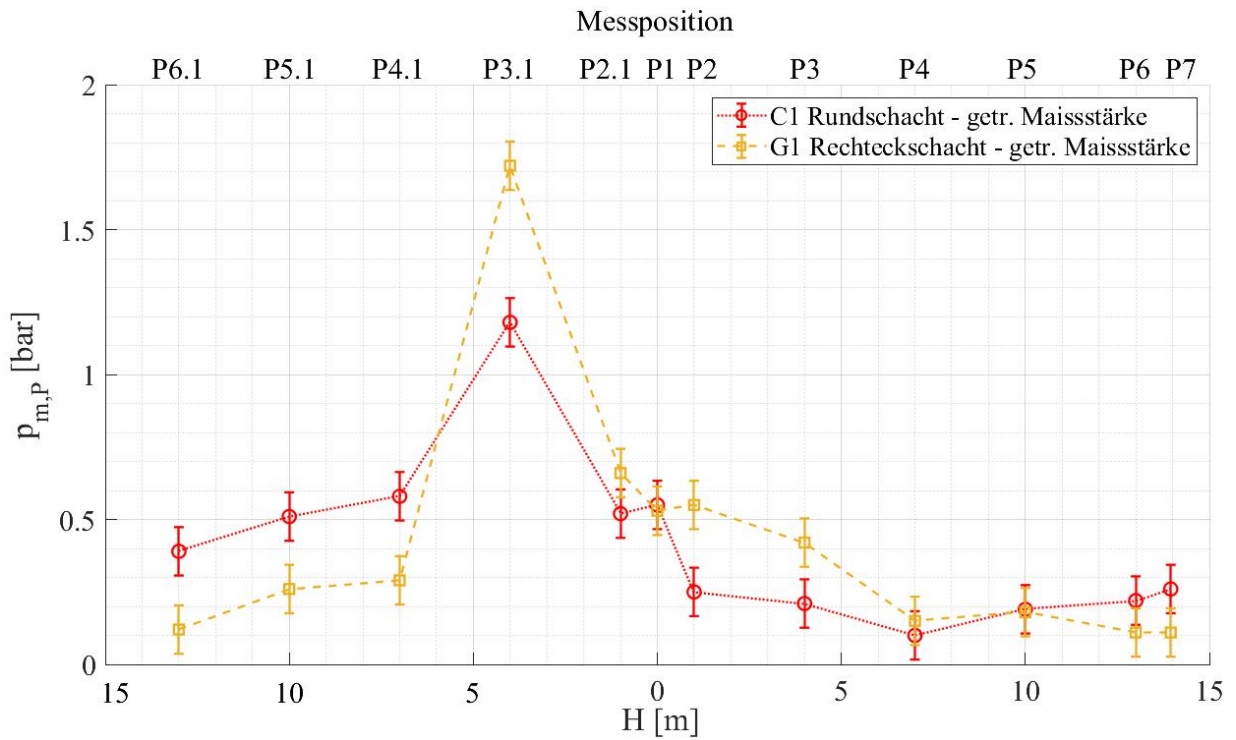 Messposition
P6.1 P5.1 P4.1 P3.1 P2.1 P1 P2 P3 P4 P5 P6 P7
C1 Rundschacht - getr. Maissstärke
G1 Rechteckschacht - getr. Maissstärke
2
1.5
1
0.5
0
p_{m,P} [bar]
15 10 5 0 5 10 15
H [m]